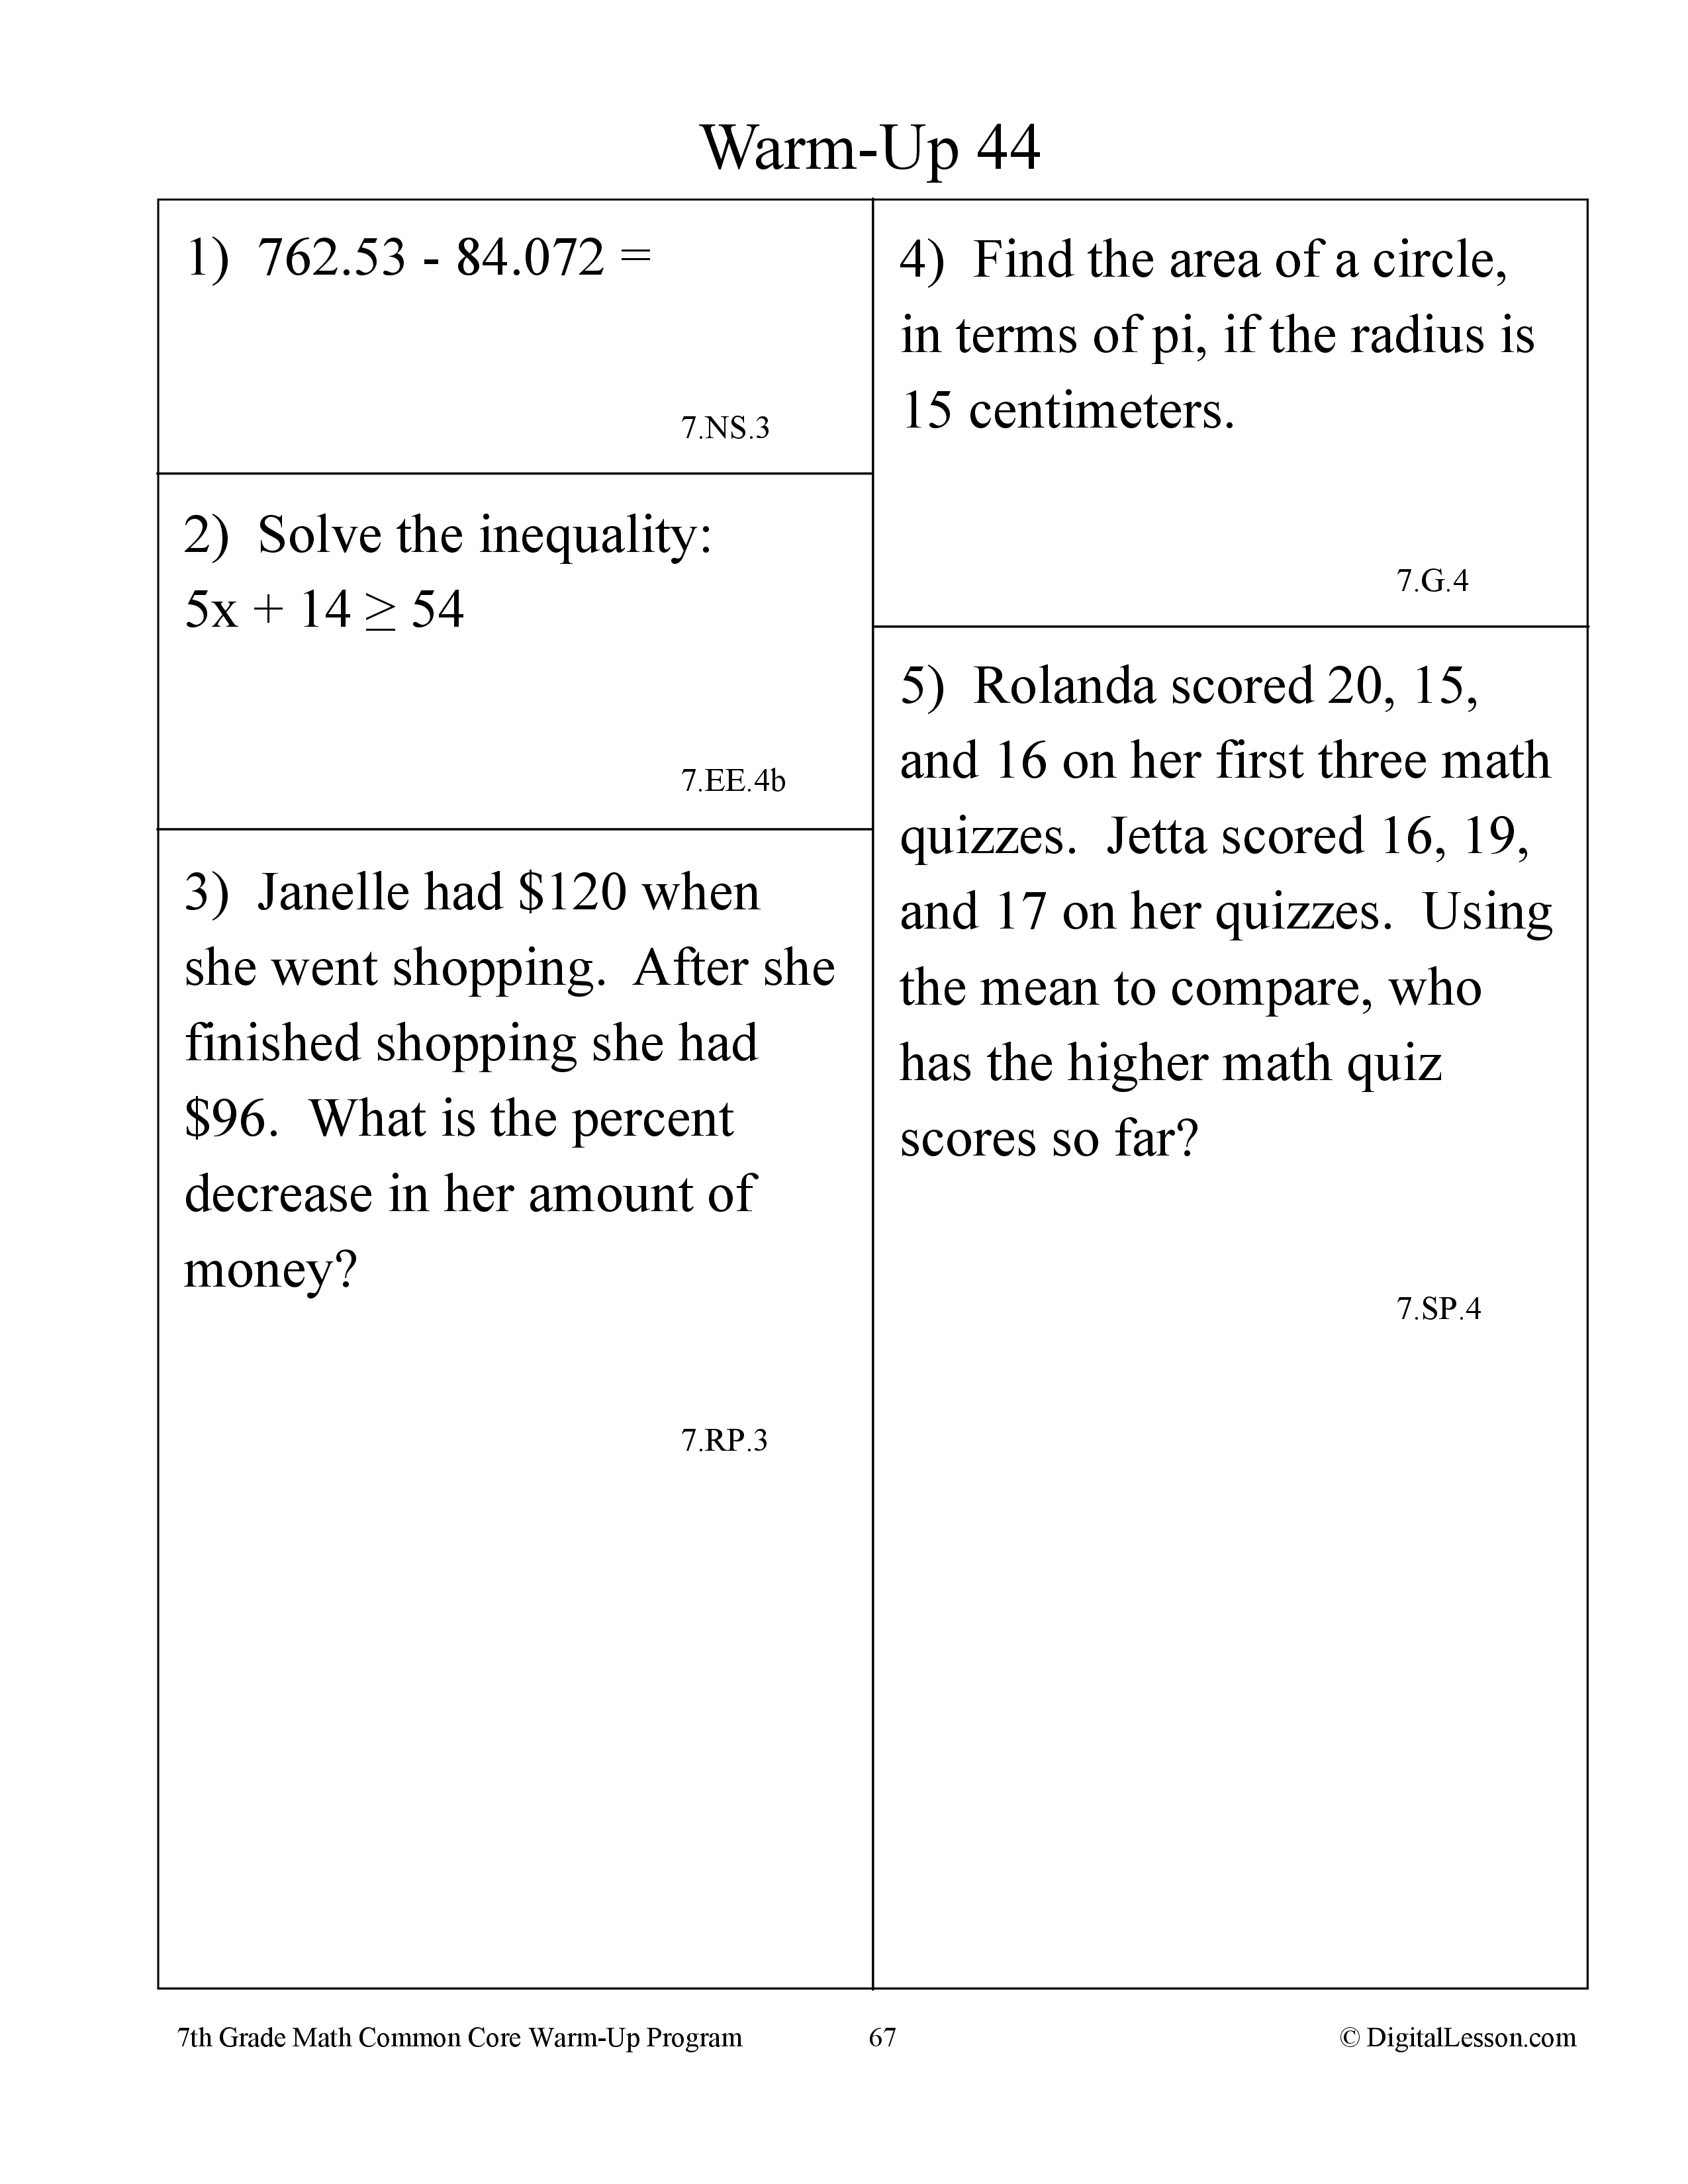 Warm-Up 44
1)  762.53 - 84.072 =
7.NS.3
2)  Solve the inequality:
5x + 14 ≥ 54
7.EE.4b
3)  Janelle had $120 when
she went shopping.  After she
finished shopping she had
$96.  What is the percent
decrease in her amount of
money?
7.RP.3
4)  Find the area of a circle,
in terms of pi, if the radius is
15 centimeters.
7.G.4
5)  Rolanda scored 20, 15,
and 16 on her first three math
quizzes.  Jetta scored 16, 19,
and 17 on her quizzes.  Using
the mean to compare, who
has the higher math quiz
scores so far?
7.SP.4
7th Grade Math Common Core Warm-Up Program
67
© DigitalLesson.com